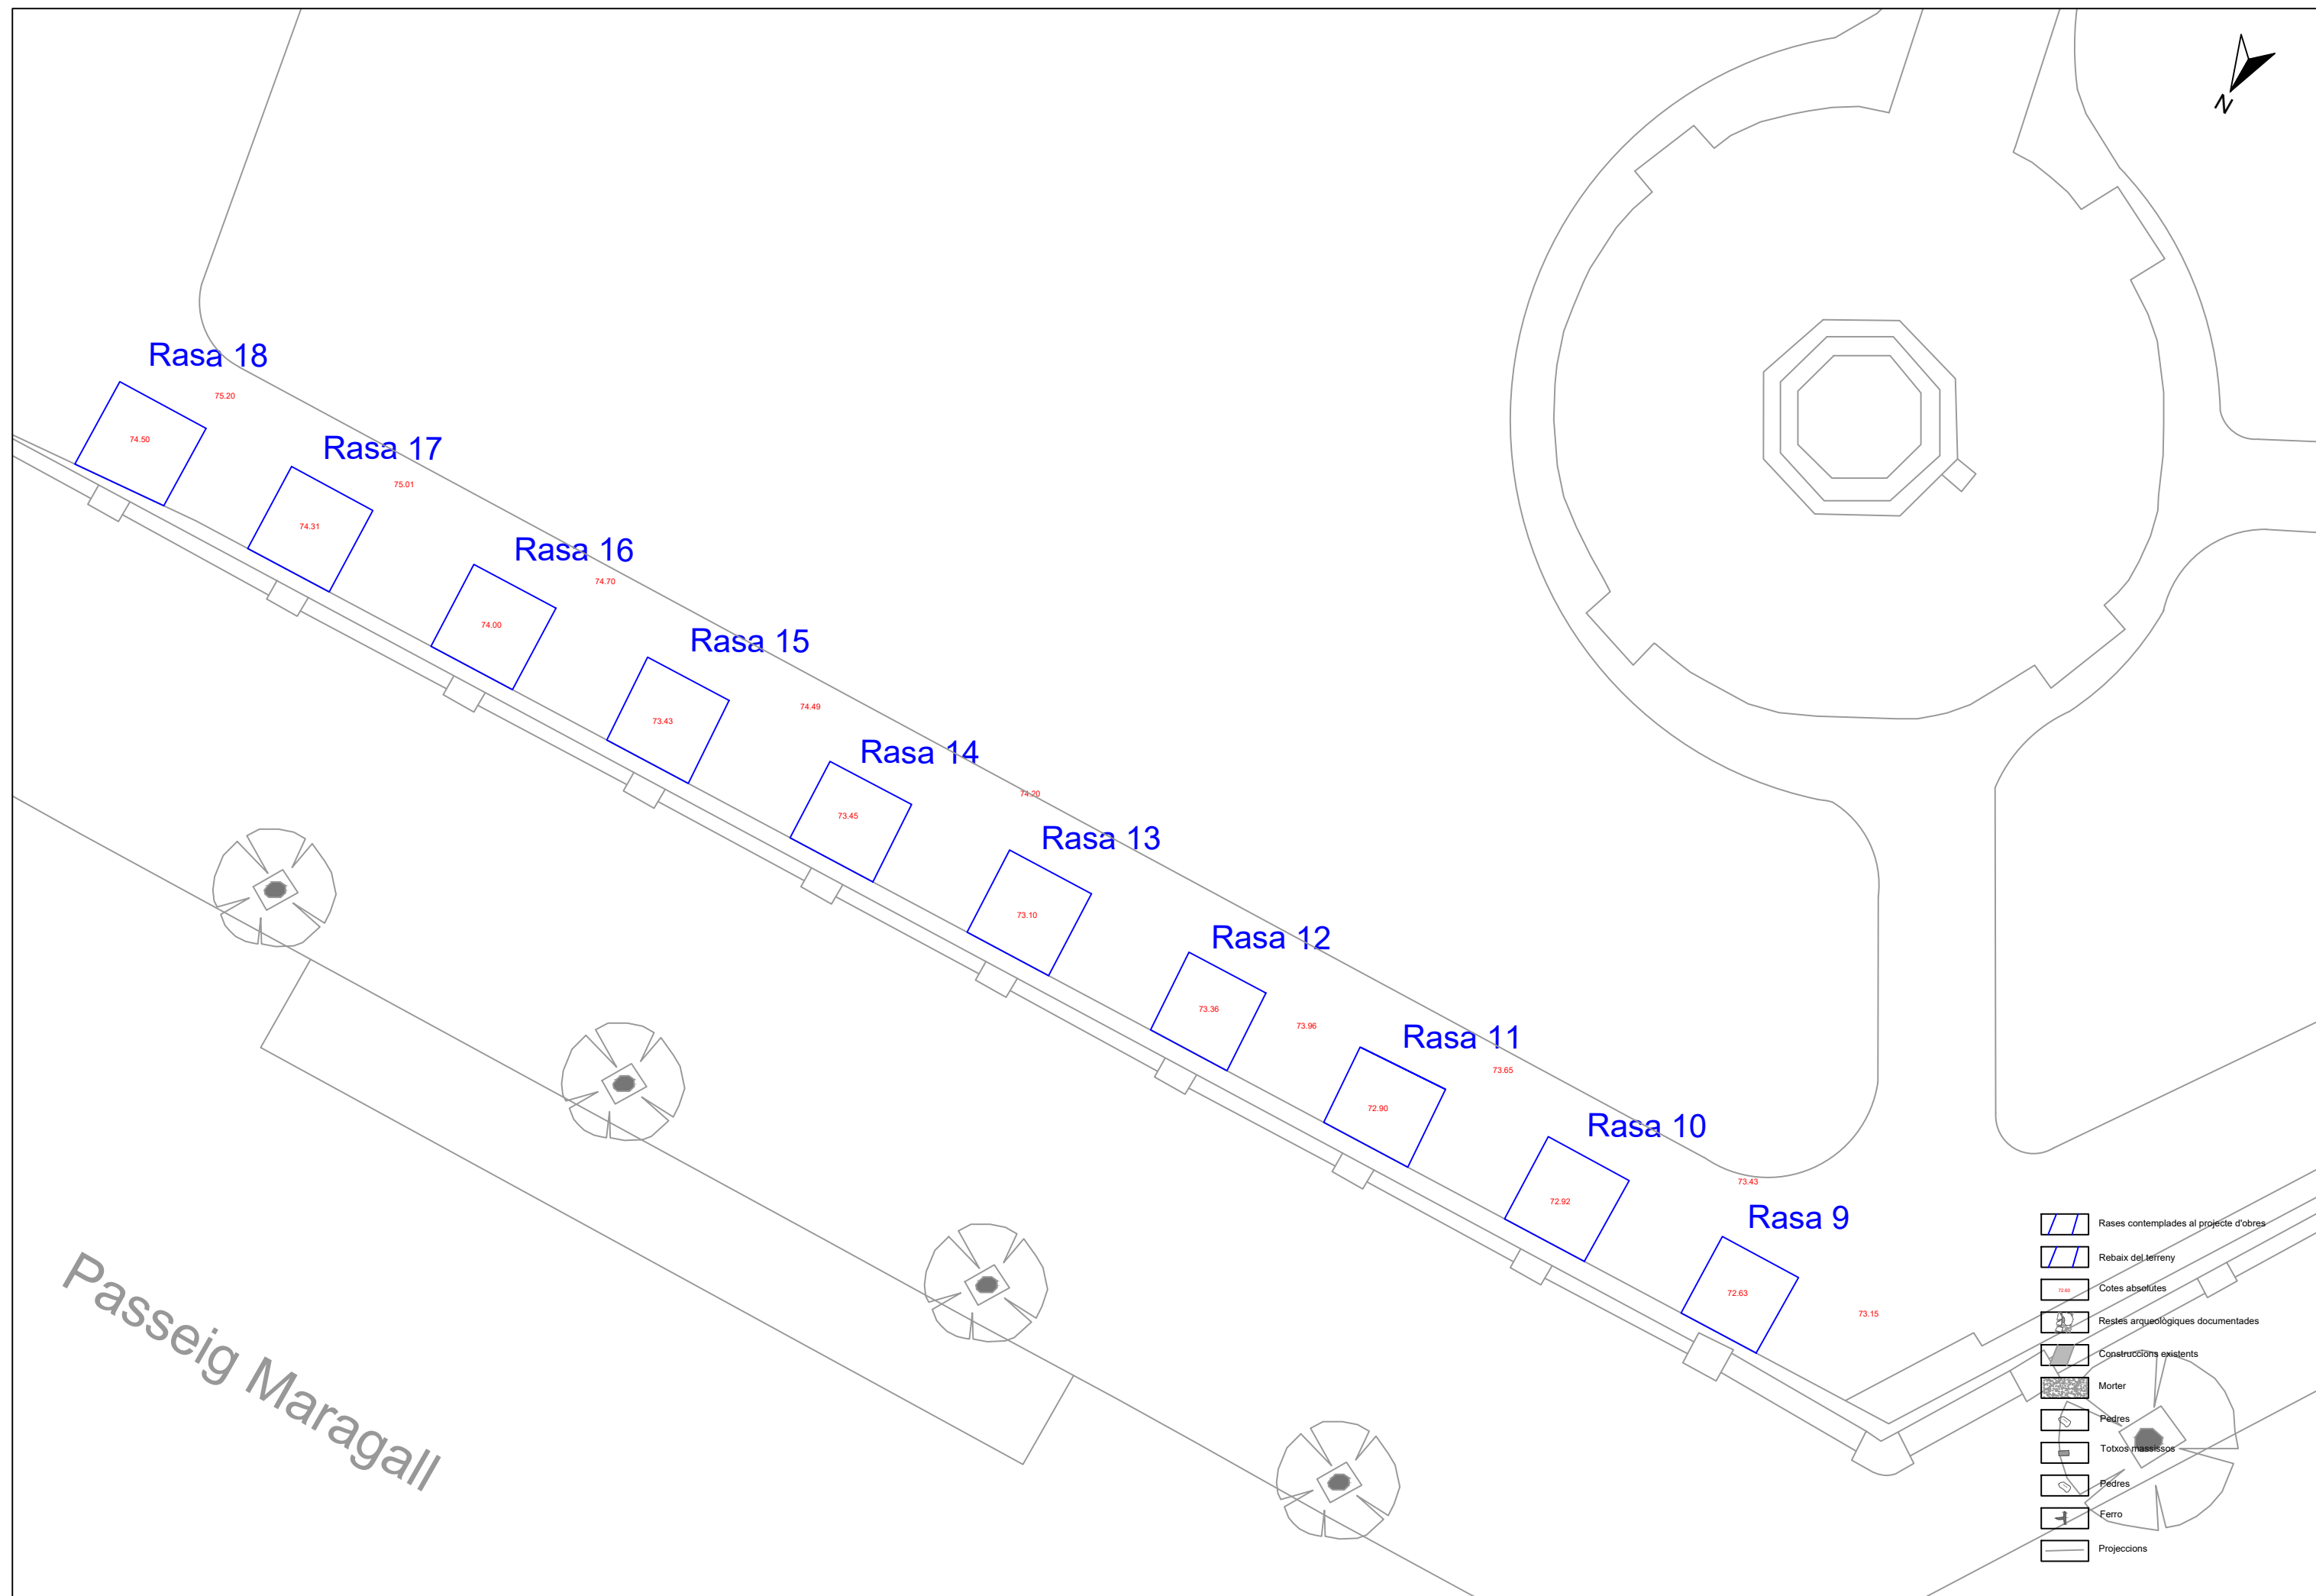 N
Rasa 18
75.20
74.50
Rasa 17
75.01
74.31
Rasa 16
74.70
74.00
Rasa 15
74.49
73.43
Rasa 14
74.20
73.45
Rasa 13
73.10
Rasa 12
73.96
73.36
Rasa 11
73.65
72.90
Rasa 10
73.43
72.92
Rasa 9
73.15
72.63
Passeig Maragall
Rases contemplades al projecte d'obres
Rebaix del terreny
72.60 Cotes absolutes
Restes arqueològiques documentades
Construccions existents
Morter
Pedres
Totxos massissos
Pedres
Ferro
Projeccions